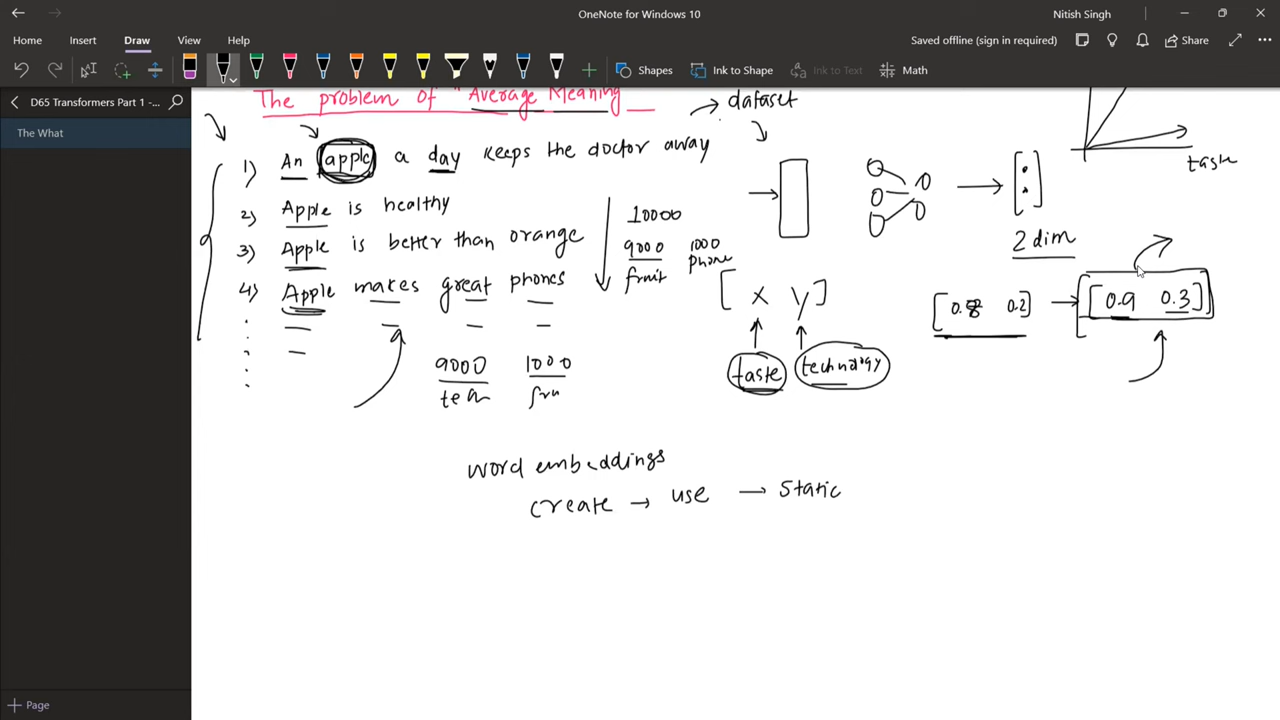 OneNote for Windows 10
Nitish Singh
Home Insert Draw View Help
Saved offline (sign in required)
Share
Shapes
Ink to Shape
Ink to Text
Math
D65 Transformers Part 1 -...
The What
The problem of "Average Meaning
→ dataset
taste
1) An apple a day keeps the doctor away
2) Apple is healthy
3) Apple is better than orange
4) Apple makes great phones
10000
9000 1000
fruit phone
2 dim
[ x y ]
taste technology
[0.8 0.2] → [0.9 0.3]
9000 1000
word embeddings
create → use → static
Page